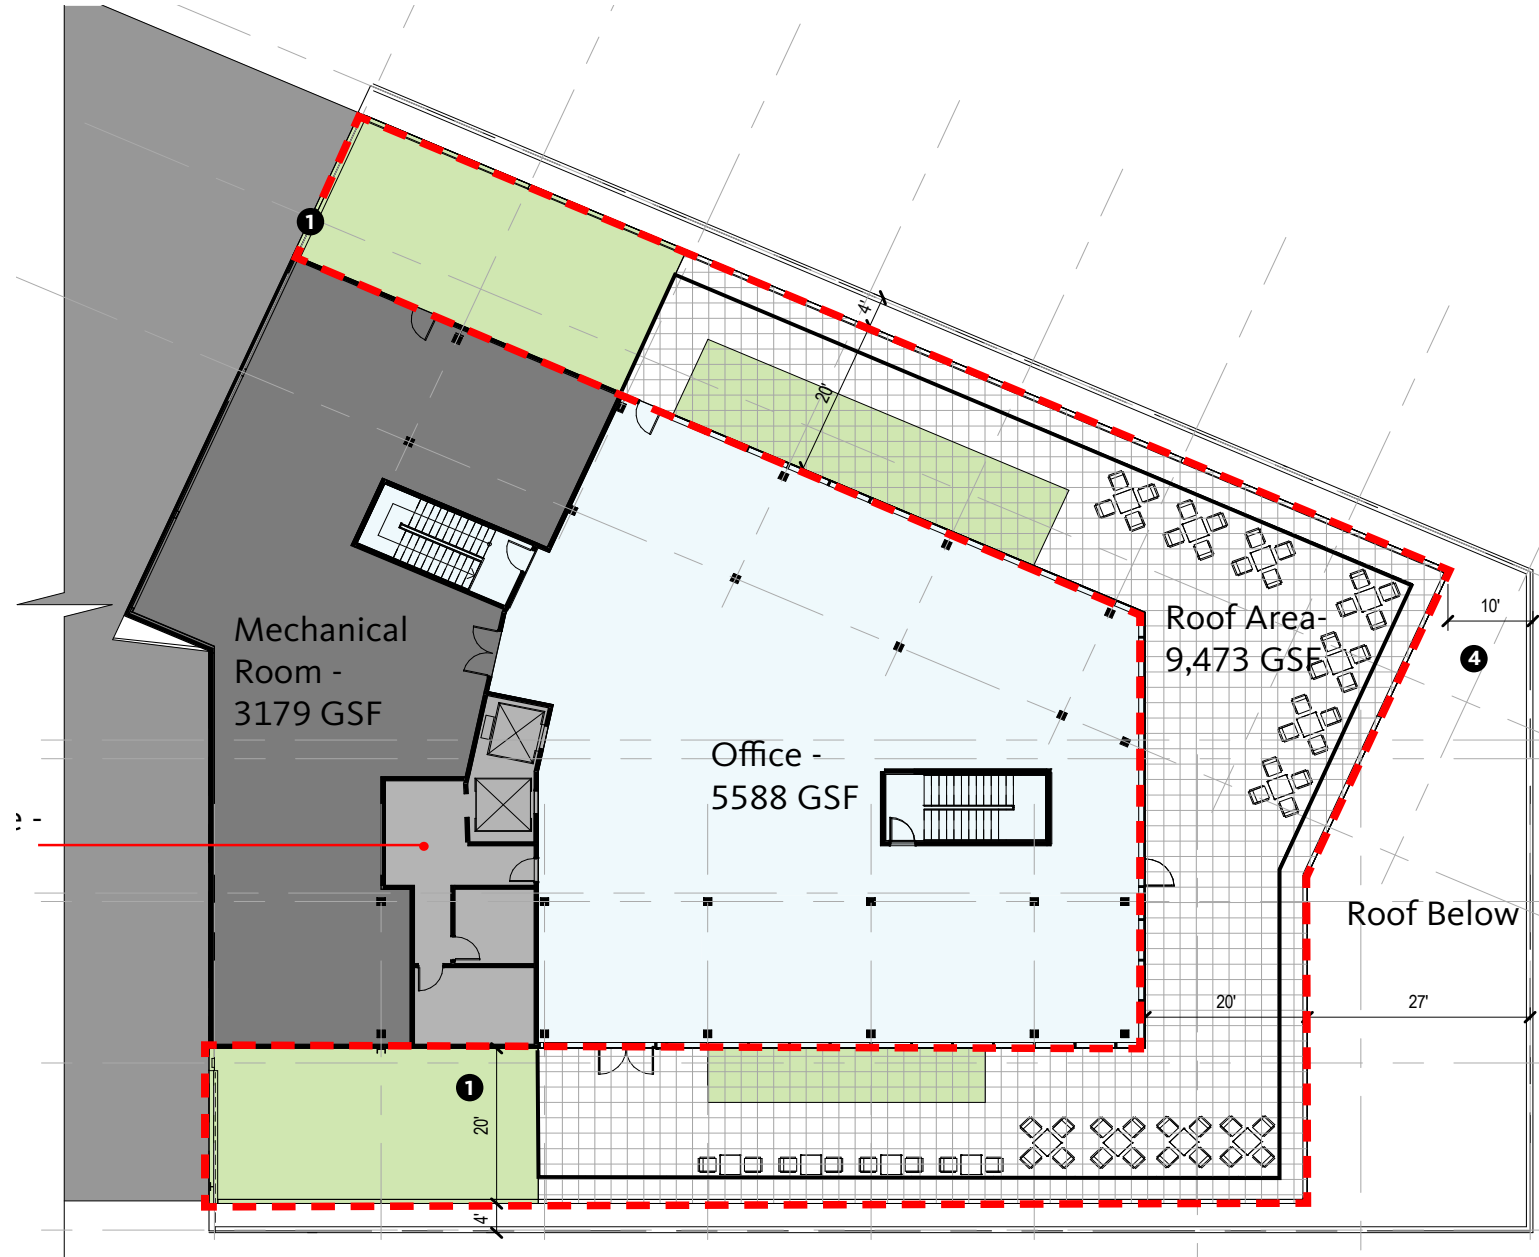 1
4'
20'
Mechanical
Room -
3179 GSF
Roof Area-
9,473 GSF
10'
4
Office -
5588 GSF
Roof Below
20'
27'
1
20'
4'